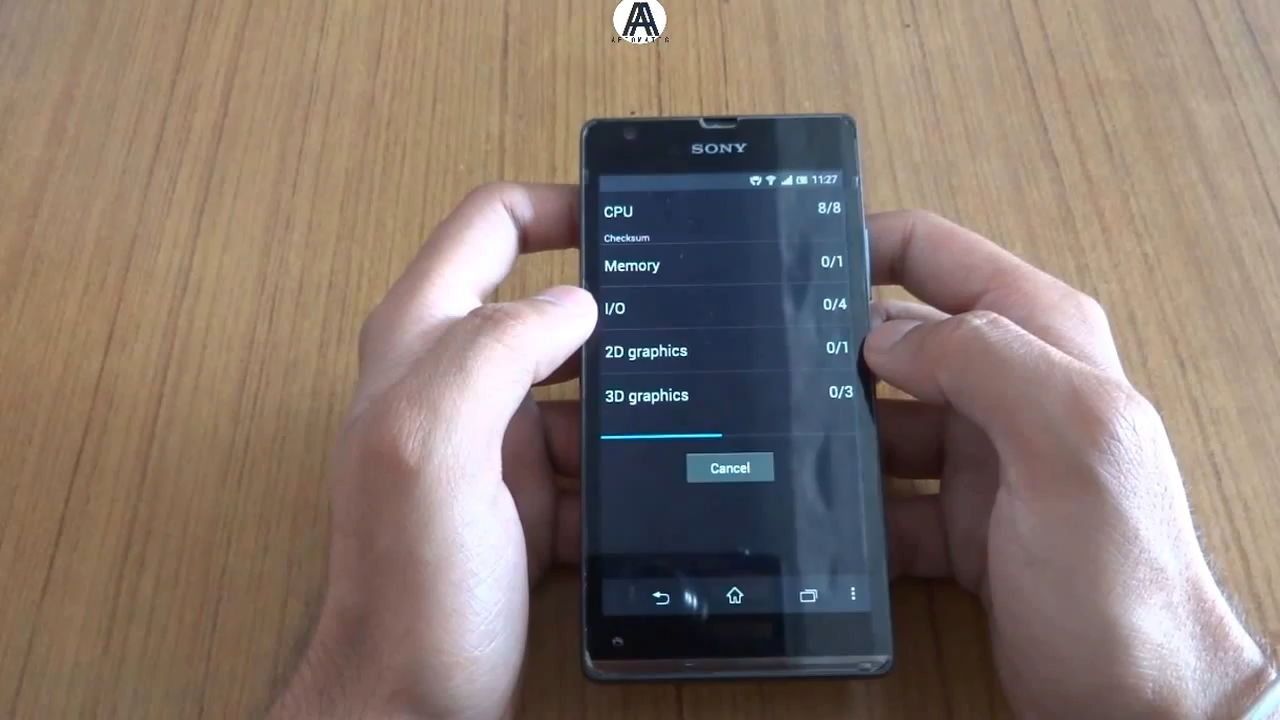 SONY
11:27
CPU 8/8
Checksum
Memory 0/1
I/O 0/4
2D graphics 0/1
3D graphics 0/3
Cancel